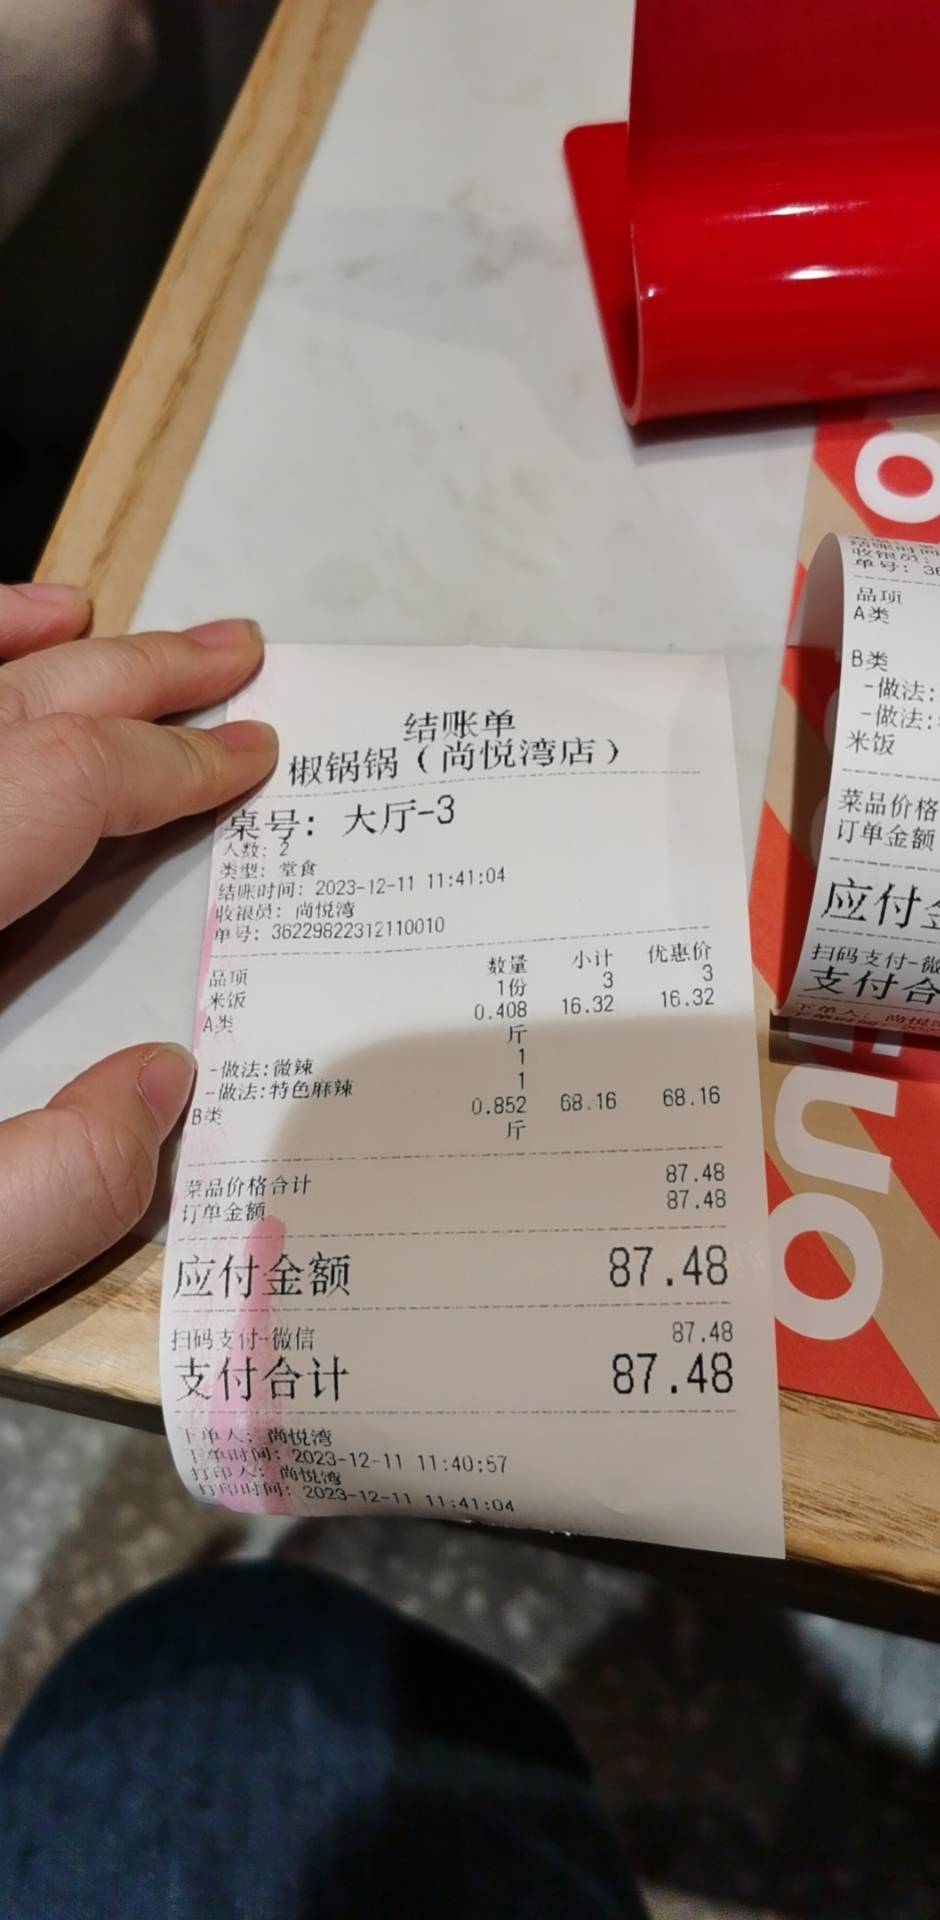 结账单
椒锅锅（尚悦湾店）
桌号: 大厅-3
人数: 2
类型: 堂食
结账时间: 2023-12-11 11:41:04
收银员: 尚悦湾
单号: 36229822312110010
品项 数量 小计 优惠价
米饭 1份 3 3
A类 0.408 16.32 16.32
斤
-做法:微辣 1
-做法:特色麻辣 1
B类 0.852 68.16 68.16
斤
菜品价格合计 87.48
订单金额 87.48
应付金额 87.48
扫码支付-微信 87.48
支付合计 87.48
下单人: 尚悦湾
下单时间: 2023-12-11 11:40:57
打印人: 尚悦湾
打印时间: 2023-12-11 11:41:04
收银员:
单号: 36
品项
A类
B类
-做法:
-做法:
米饭
菜品价格
订单金额
应付
扫码支付-微
支付合
UO